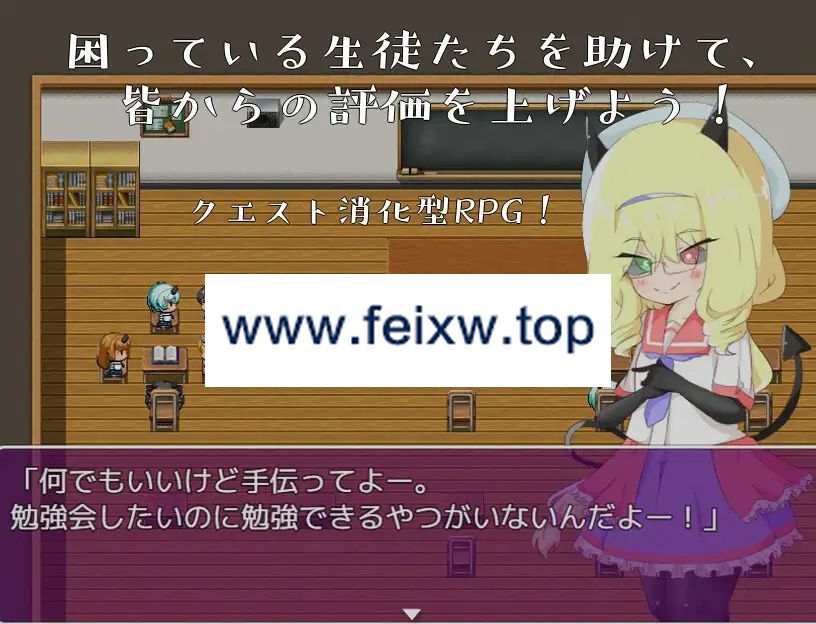 困っている生徒たちを助けて、
皆からの評価を上げよう！
クエスト消化型RPG！
www.feixw.top
「何でもいいけど手伝ってよー。
勉強会したいのに勉強できるやつがいないんだよー！」